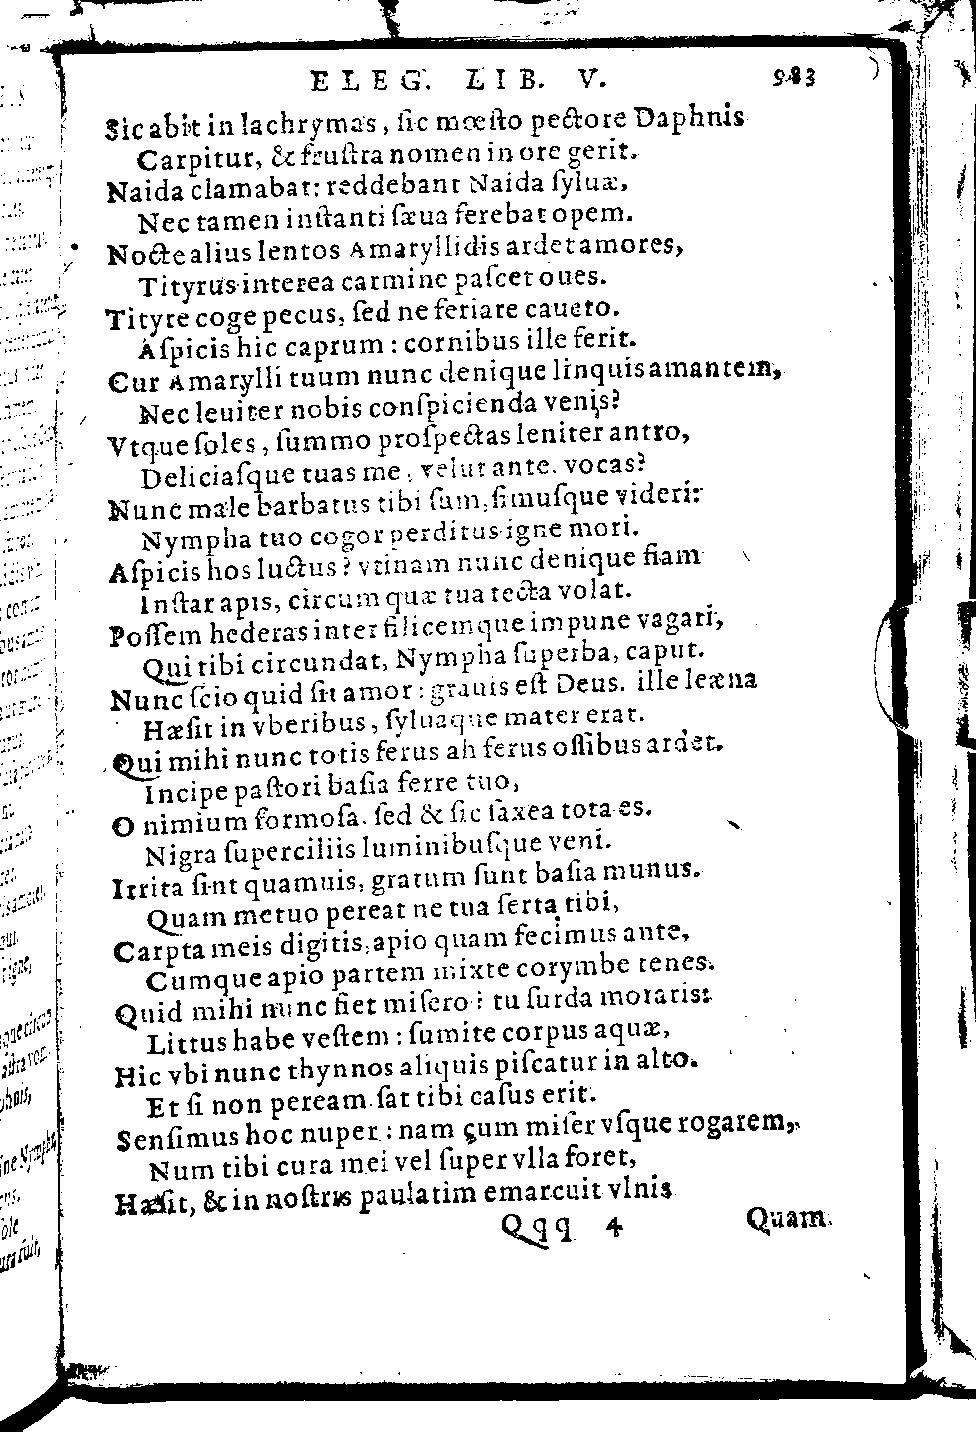 ELEG. LIB. V. 983
Sic abit in lachrymas, ſic mœſto pectore Daphnis
Carpitur, & fruſtra nomen in ore gerit.
Naida clamabat: reddebant Naida ſyluæ,
Nec tamen inſtanti ſæua ferebat opem.
Nocte alius lentos Amaryllidis ardet amores,
Tityrus interea carmine paſcet oues.
Tityre coge pecus, ſed ne feriare caueto.
Aſpicis hic caprum: cornibus ille ferit.
Cur Amarylli tuum nunc denique linquis amantem,
Nec leuiter nobis conſpicienda venis?
Vtque ſoles, ſummo proſpectas leniter antro,
Deliciaſque tuas me, velut ante. vocas?
Nunc male barbatus tibi ſum, ſimuſque videri:
Nympha tuo cogor perditus igne mori.
Aſpicis hos luctus? vtinam nunc denique fiam
Inſtar apis, circum quæ tua tecta volat.
Poſſem hederas inter filicemque impune vagari,
Qui tibi circundat, Nympha ſuperba, caput.
Nunc ſcio quid ſit amor: grauis eſt Deus. ille leæna
Hæſit in vberibus, ſyluaque mater erat.
Qui mihi nunc totis ferus ah ferus oſſibus ardet.
Incipe paſtori baſia ferre tuo,
O nimium formoſa. ſed & ſic ſaxea tota es.
Nigra ſuperciliis luminibuſque veni.
Irrita ſint quamuis, gratum ſunt baſia munus.
Quam metuo pereat ne tua ſerta tibi,
Carpta meis digitis, apio quam fecimus ante,
Cumque apio partem mixte corymbe tenes.
Quid mihi nunc fiet miſero? tu ſurda moraris:
Littus habe veſtem: ſumite corpus aquæ,
Hic vbi nunc thynnos aliquis piſcatur in alto.
Et ſi non peream ſat tibi caſus erit.
Senſimus hoc nuper: nam cum miſer vſque rogarem,
Num tibi cura mei vel ſuper vlla foret,
Hæſit, & in noſtris paulatim emarcuit vlnis
Qqq 4 Quam